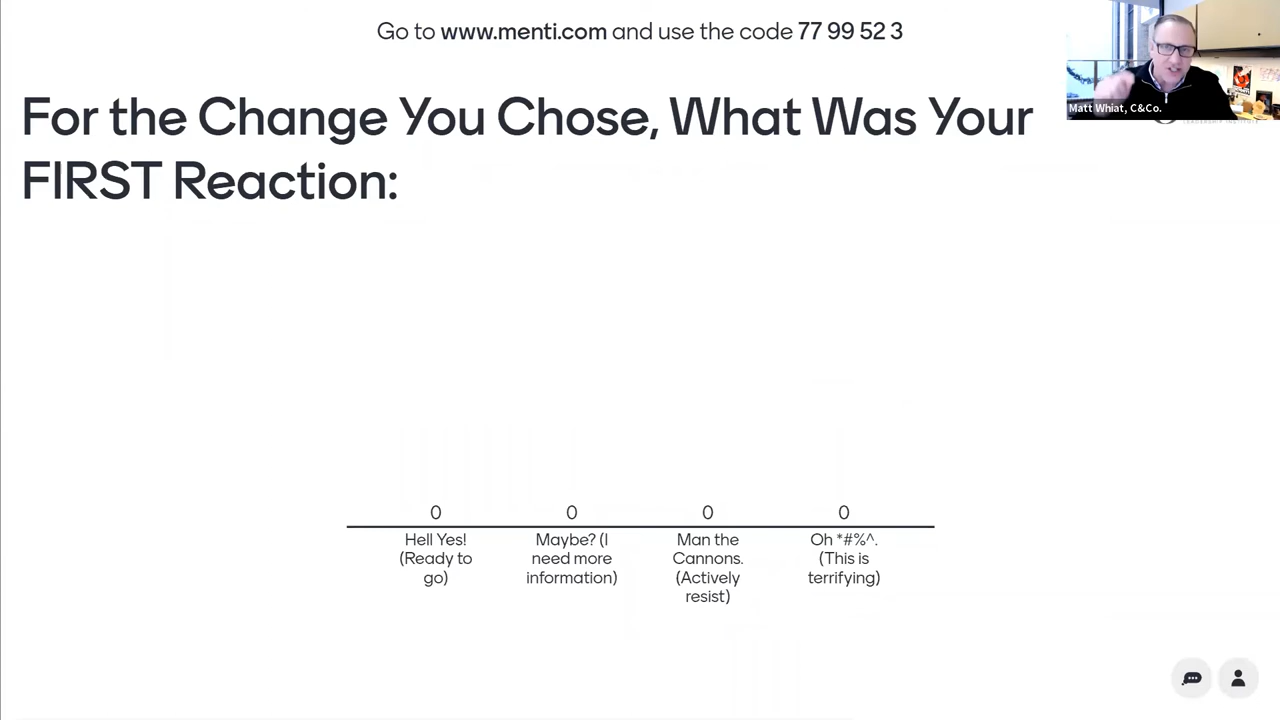 Go to www.menti.com and use the code 77 99 52 3
For the Change You Chose, What Was Your
FIRST Reaction:
Matt Whiat, C&Co.
0
0
0
0
Hell Yes!
(Ready to
go)
Maybe? (I
need more
information)
Man the
Cannons.
(Actively
resist)
Oh *#%^.
(This is
terrifying)